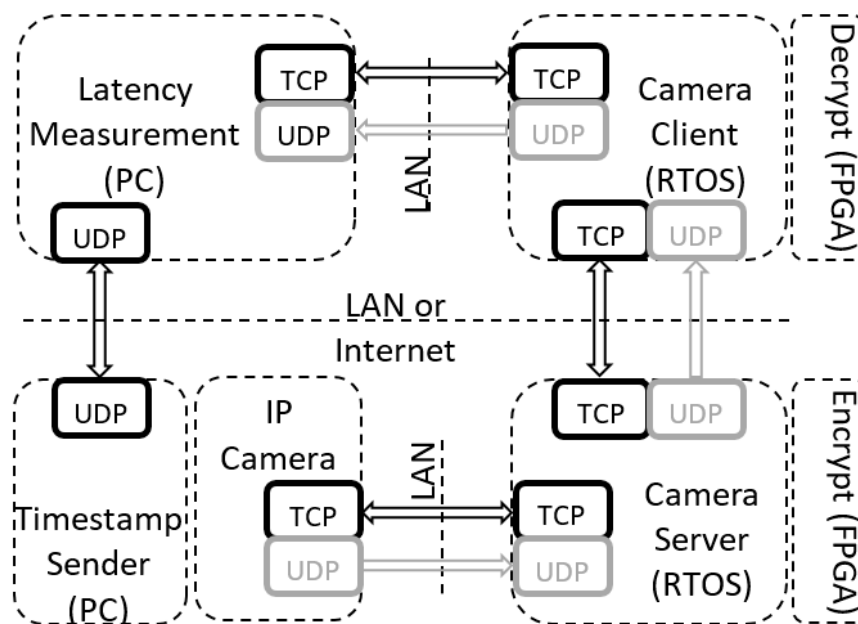 Latency
Measurement
(PC)
TCP
UDP
UDP
LAN
TCP
UDP
Camera
Client
(RTOS)
TCP
UDP
Decrypt (FPGA)
LAN or
Internet
UDP
Timestamp
Sender
(PC)
IP
Camera
TCP
UDP
LAN
TCP
UDP
TCP
UDP
Camera
Server
(RTOS)
Encrypt (FPGA)